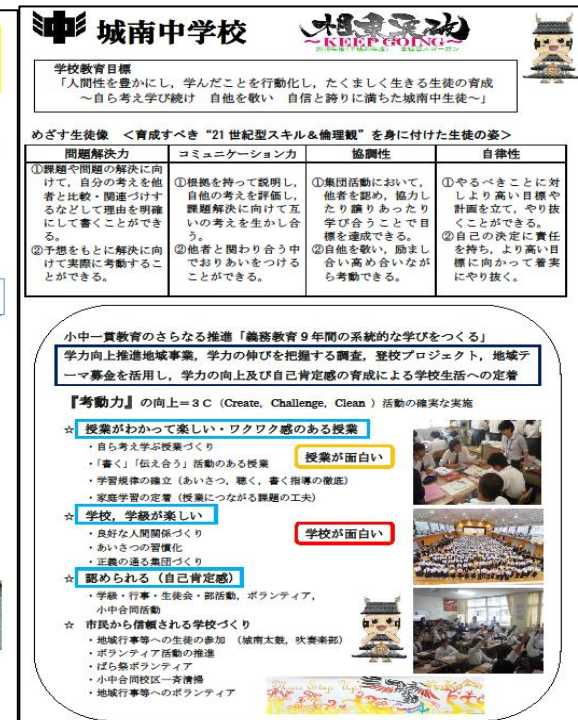 中 城南中学校
相乗突破
~KEEP GOING~
学校教育目標
「人間性を豊かにし，学んだことを行動化し，たくましく生きる生徒の育成
～自ら考え学び続け　自他を敬い　自信と誇りに満ちた城南中生徒～」
めざす生徒像　＜育成すべき“21世紀型スキル＆倫理観”を身に付けた生徒の姿＞
問題解決力
①課題や問題の解決に向
けて，自分の考えを他
者と比較・関連づけす
るなどして理由を明確
にして書くことができ
る。
②予想をもとに解決に向
けて実際に考動するこ
とができる。
コミュニケーション力
①根拠を持って説明し，
自他の考えを評価し，
課題解決に向けて互
いの考えを生かし合
う。
②他者と関わり合う中
でおりあいをつける
ことができる。
協調性
①集団活動において，
他者を認め，協力し
たり譲りあったり
学び合うことで目
標を達成できる。
②自他を敬い，励まし
合い高め合いなが
ら考動できる。
自律性
①やるべきことに対
しより高い目標や
計画を立て，やり抜
くことができる。
②自己の決定に責任
を持ち，より高い目
標に向かって着実
にやり抜く。
小中一貫教育のさらなる推進「義務教育９年間の系統的な学びをつくる」
学力向上推進地域事業，学力の伸びを把握する調査，登校プロジェクト，地域テ
ーマ募金を活用し，学力の向上及び自己肯定感の育成による学校生活への定着
『考動力』の向上＝３Ｃ（Create, Challenge, Clean ）活動の確実な実施
☆　授業がわかって楽しい・ワクワク感のある授業
・自ら考え学ぶ授業づくり
・「書く」「伝え合う」活動のある授業
・学習規律の確立（あいさつ，聴く，書く指導の徹底）
・家庭学習の定着（授業につながる課題の工夫）
授業が面白い
☆　学校，学級が楽しい
・良好な人間関係づくり
・あいさつの習慣化
・正義の通る集団づくり
学校が面白い
☆　認められる（自己肯定感）
・学級・行事・生徒会・部活動，ボランティア，
小中合同活動
☆　市民から信頼される学校づくり
・地域行事等への生徒の参加　（城南太鼓，吹奏楽部）
・ボランティア活動の推進
・ばら祭ボランティア
・小中合同校区一斉清掃
・地域行事等へのボランティア